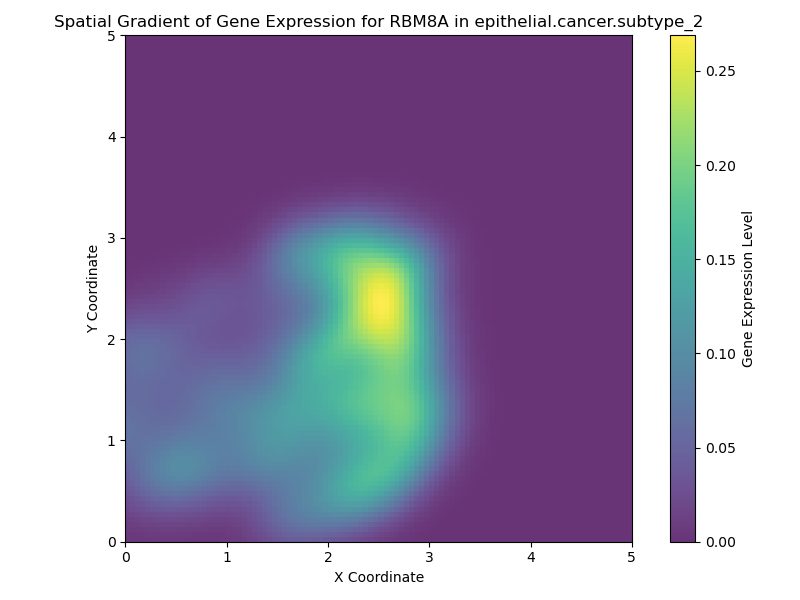 Spatial Gradient of Gene Expression for RBM8A in epithelial.cancer.subtype_2
5
4
3
2
1
0
0 1 2 3 4 5
X Coordinate
Y Coordinate
0.25
0.20
0.15
0.10
0.05
0.00
Gene Expression Level